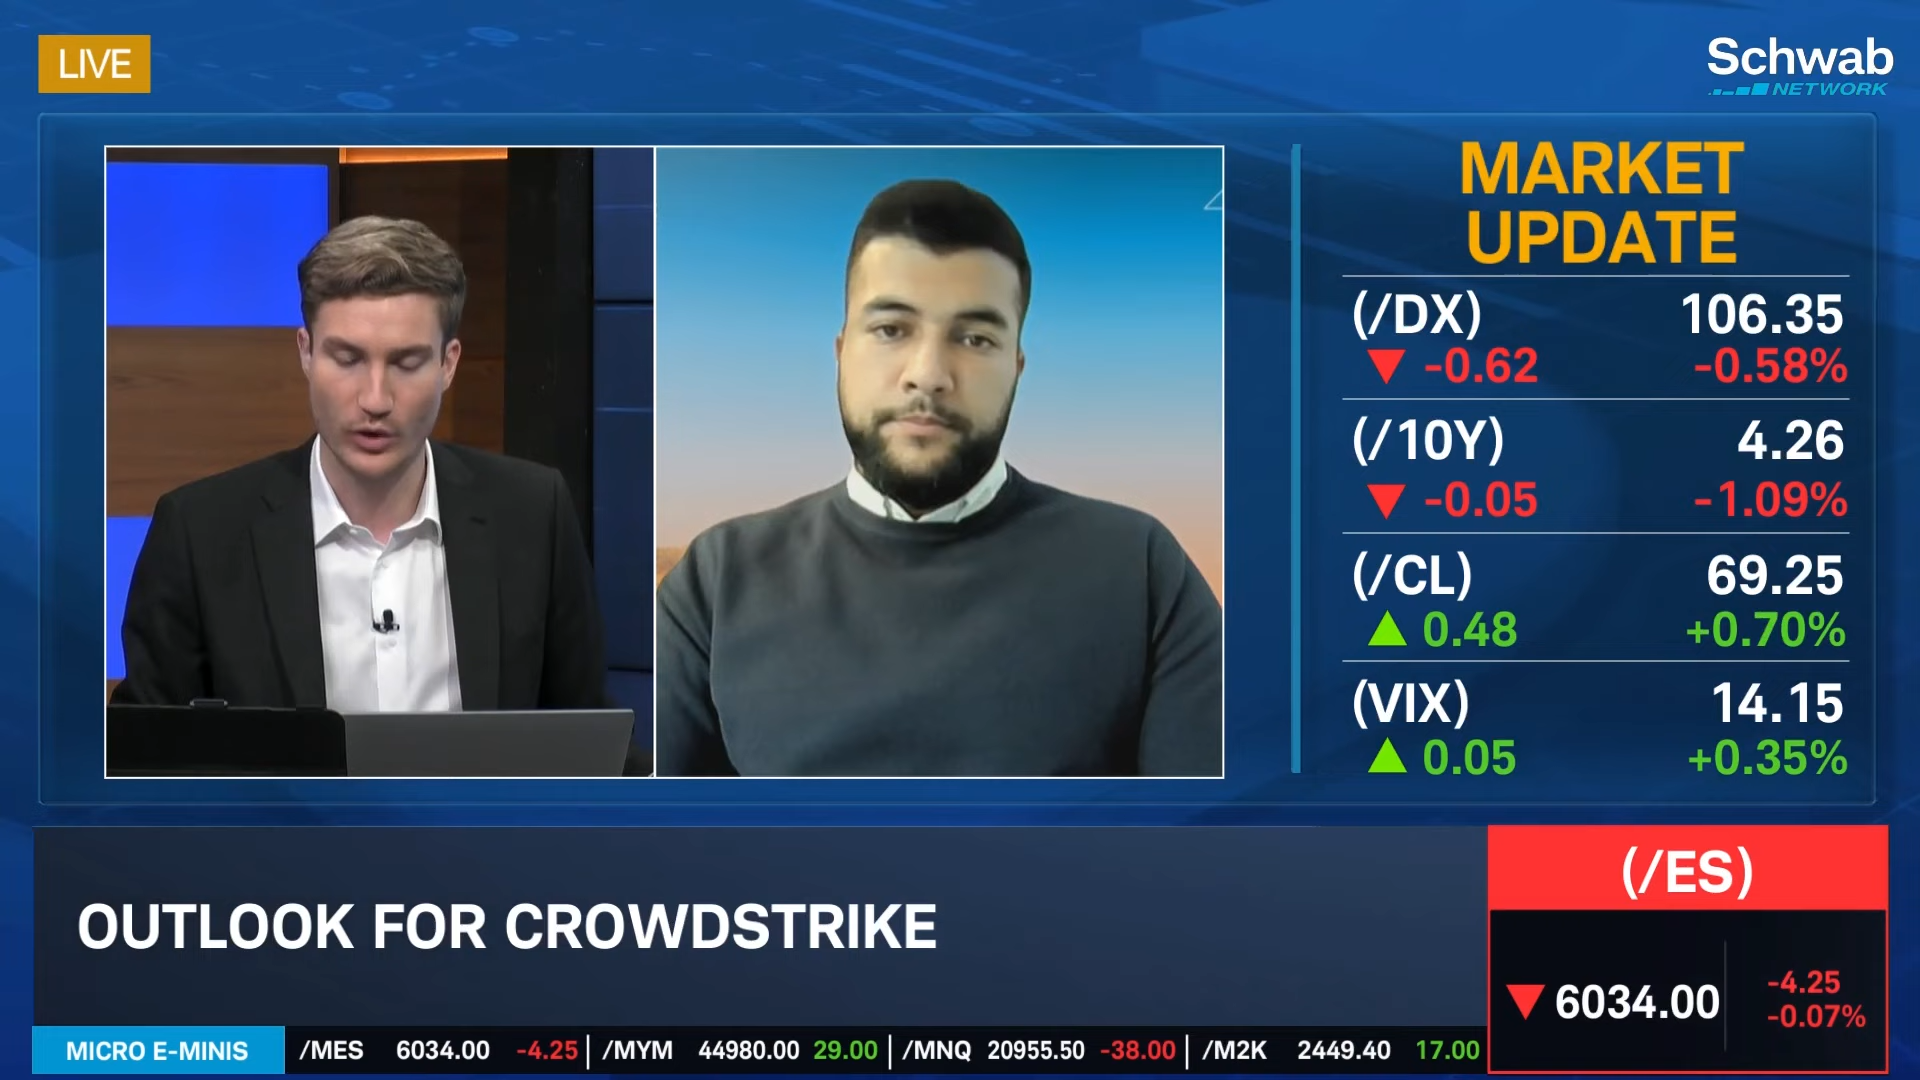 LIVE
Schwab
NETWORK
MARKET
UPDATE
(/DX) 106.35
-0.62 -0.58%
(/10Y) 4.26
-0.05 -1.09%
(/CL) 69.25
0.48 +0.70%
(VIX) 14.15
0.05 +0.35%
OUTLOOK FOR CROWDSTRIKE
(/ES)
6034.00
-4.25
-0.07%
MICRO E-MINIS /MES 6034.00 -4.25 /MYM 44980.00 29.00 /MNQ 20955.50 -38.00 /M2K 2449.40 17.00